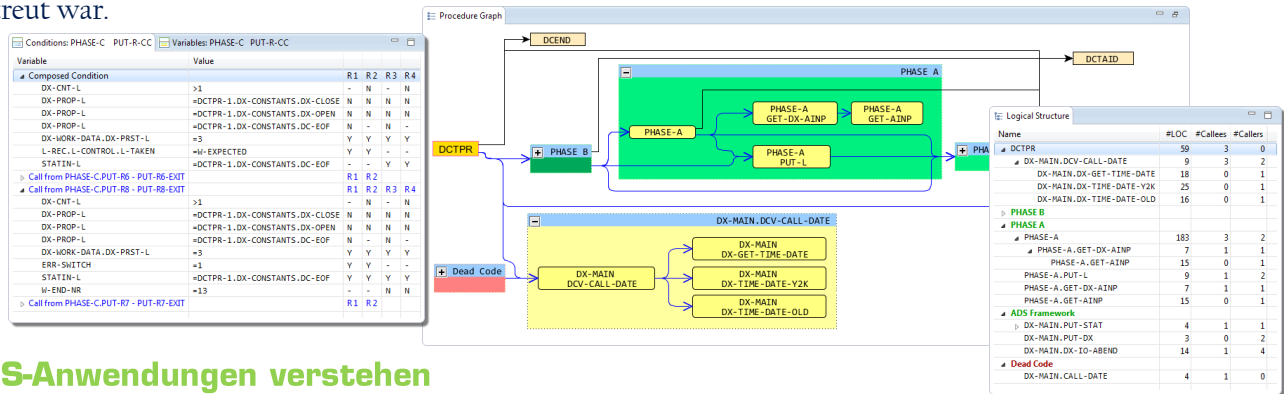 treut war.
Conditions: PHASE-C PUT-R-CC Variables: PHASE-C PUT-R-CC
Variable Value
Composed Condition R1 R2 R3 R4
DX-CNT-L >1 - N - N
DX-PROP-L =DCTPR-1.DX-CONSTANTS.DX-CLOSE N N N N
DX-PROP-L =DCTPR-1.DX-CONSTANTS.DX-OPEN N N N N
DX-PROP-L =DCTPR-1.DX-CONSTANTS.DC-EOF N - N -
DX-WORK-DATA.DX-PRST-L =3 Y Y Y Y
L-REC.L-CONTROL.L-TAKEN =W-EXPECTED Y Y - -
STATIN-L =DCTPR-1.DX-CONSTANTS.DC-EOF - - Y Y
Call from PHASE-C.PUT-R6 - PUT-R6-EXIT R1 R2
Call from PHASE-C.PUT-R8 - PUT-R8-EXIT R1 R2 R3 R4
DX-CNT-L >1 - N - N
DX-PROP-L =DCTPR-1.DX-CONSTANTS.DX-CLOSE N N N N
DX-PROP-L =DCTPR-1.DX-CONSTANTS.DX-OPEN N N N N
DX-PROP-L =DCTPR-1.DX-CONSTANTS.DC-EOF N - N -
DX-WORK-DATA.DX-PRST-L =3 Y Y Y Y
ERR-SWITCH =1 Y Y - -
STATIN-L =DCTPR-1.DX-CONSTANTS.DC-EOF Y Y Y Y
W-END-NR =13 - - N N
Call from PHASE-C.PUT-R7 - PUT-R7-EXIT R1 R2
Procedure Graph
DCEND
DCTAID
PHASE A
PHASE-A
GET-DX-AINP
PHASE-A
GET-AINP
PHASE-A
PHASE-A
PUT-L
DCTPR
PHASE B
PHA
DX-MAIN.DCV-CALL-DATE
DX-MAIN
DX-GET-TIME-DATE
Dead Code
DX-MAIN
DCV-CALL-DATE
DX-MAIN
DX-TIME-DATE-Y2K
DX-MAIN
DX-TIME-DATE-OLD
Logical Structure
Name #LOC #Callees #Callers
DCTPR 59 3 0
DX-MAIN.DCV-CALL-DATE 9 3 2
DX-MAIN.DX-GET-TIME-DATE 18 0 1
DX-MAIN.DX-TIME-DATE-Y2K 25 0 1
DX-MAIN.DX-TIME-DATE-OLD 16 0 1
PHASE B
PHASE A
PHASE-A 183 3 2
PHASE-A.GET-DX-AINP 7 1 1
PHASE-A.GET-AINP 15 0 1
PHASE-A.PUT-L 9 1 2
PHASE-A.GET-DX-AINP 7 1 1
PHASE-A.GET-AINP 15 0 1
ADS Framework
DX-MAIN.PUT-STAT 4 1 1
DX-MAIN.PUT-DX 3 0 2
DX-MAIN.DX-IO-ABEND 14 1 4
Dead Code
DX-MAIN.CALL-DATE 4 1 0
S-Anwendungen verstehen